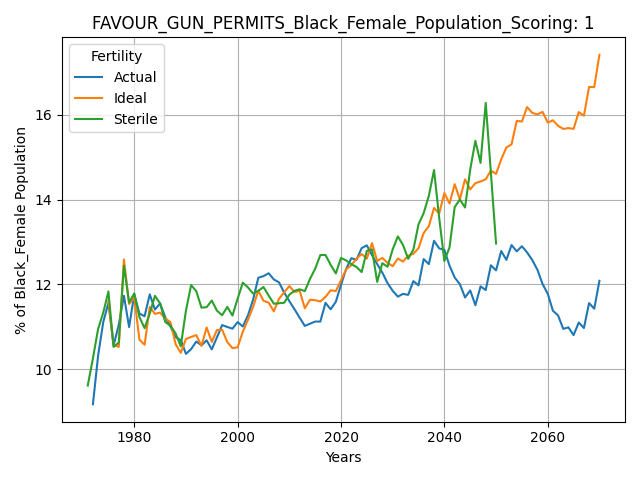 FAVOUR_GUN_PERMITS_Black_Female_Population_Scoring: 1
Fertility
Actual
Ideal
Sterile
% of Black_Female Population
16
14
12
10
1980 2000 2020 2040 2060
Years